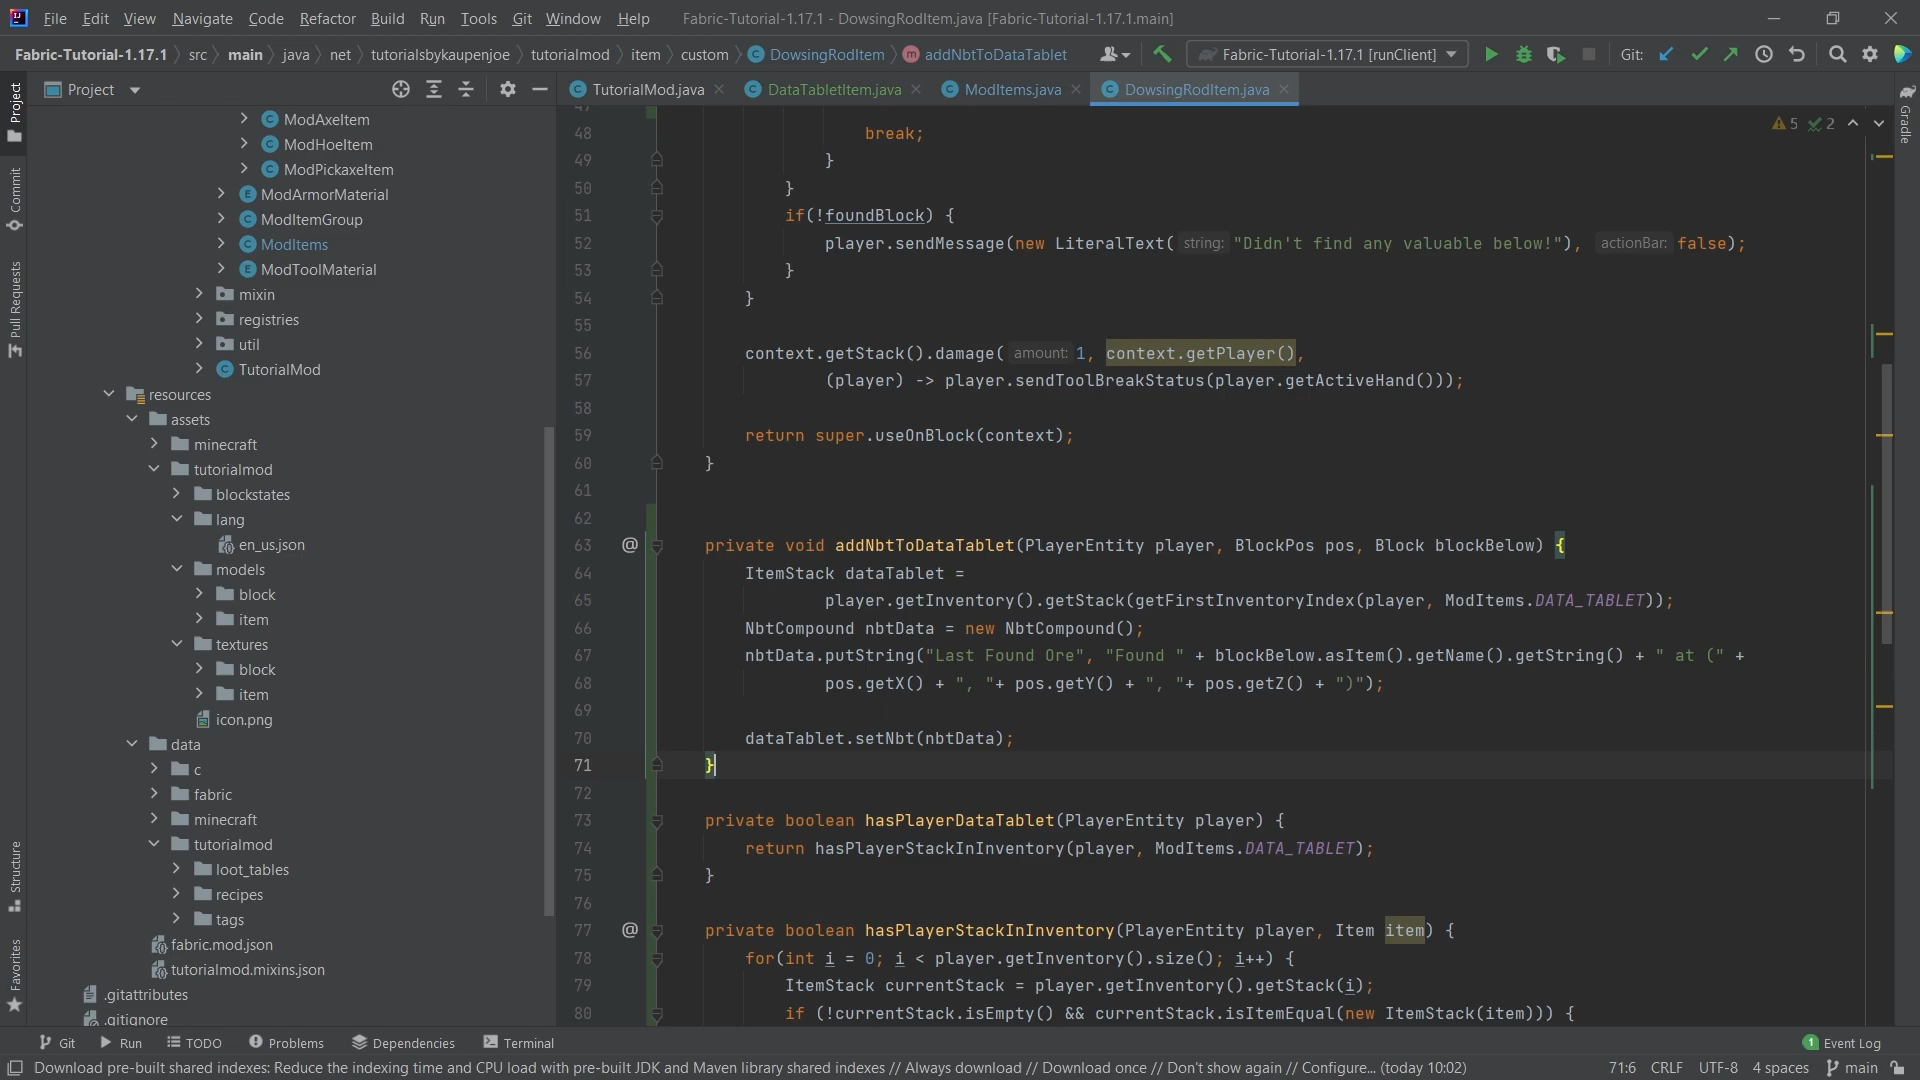 File Edit View Navigate Code Refactor Build Run Tools Git Window Help Fabric-Tutorial-1.17.1 - DowsingRodItem.java [Fabric-Tutorial-1.17.1.main]
Fabric-Tutorial-1.17.1 src main java net tutorialsbykaupenjoe tutorialmod item custom DowsingRodItem addNbtToDataTablet Fabric-Tutorial-1.17.1 [runClient] Git:
Project
TutorialMod.java DataTabletItem.java ModItems.java DowsingRodItem.java
Project
Commit
Pull Requests
Structure
Favorites
Gradle
ModAxeItem
ModHoeItem
ModPickaxeItem
ModArmorMaterial
ModItemGroup
ModItems
ModToolMaterial
mixin
registries
util
TutorialMod
resources
assets
minecraft
tutorialmod
blockstates
lang
en_us.json
models
block
item
textures
block
item
icon.png
data
c
fabric
minecraft
tutorialmod
loot_tables
recipes
tags
fabric.mod.json
tutorialmod.mixins.json
.gitattributes
.gitignore
5 2
47
48 break;
49 }
50 }
51 if(!foundBlock) {
52 player.sendMessage(new LiteralText( string: "Didn't find any valuable below!"), actionBar: false);
53 }
54 }
55
56 context.getStack().damage( amount: 1, context.getPlayer(),
57 (player) -> player.sendToolBreakStatus(player.getActiveHand()));
58
59 return super.useOnBlock(context);
60 }
61
62
63 @ private void addNbtToDataTablet(PlayerEntity player, BlockPos pos, Block blockBelow) {
64 ItemStack dataTablet =
65 player.getInventory().getStack(getFirstInventoryIndex(player, ModItems.DATA_TABLET));
66 NbtCompound nbtData = new NbtCompound();
67 nbtData.putString("Last Found Ore", "Found " + blockBelow.asItem().getName().getString() + " at (" +
68 pos.getX() + ", "+ pos.getY() + ", "+ pos.getZ() + ")");
69
70 dataTablet.setNbt(nbtData);
71 }
72
73 private boolean hasPlayerDataTablet(PlayerEntity player) {
74 return hasPlayerStackInInventory(player, ModItems.DATA_TABLET);
75 }
76
77 @ private boolean hasPlayerStackInInventory(PlayerEntity player, Item item) {
78 for(int i = 0; i < player.getInventory().size(); i++) {
79 ItemStack currentStack = player.getInventory().getStack(i);
80 if (!currentStack.isEmpty() && currentStack.isItemEqual(new ItemStack(item))) {
Git Run TODO Problems Dependencies Terminal 1 Event Log
Download pre-built shared indexes: Reduce the indexing time and CPU load with pre-built JDK and Maven library shared indexes // Always download // Download once // Don't show again // Configure... (today 10:02) 71:6 CRLF UTF-8 4 spaces main